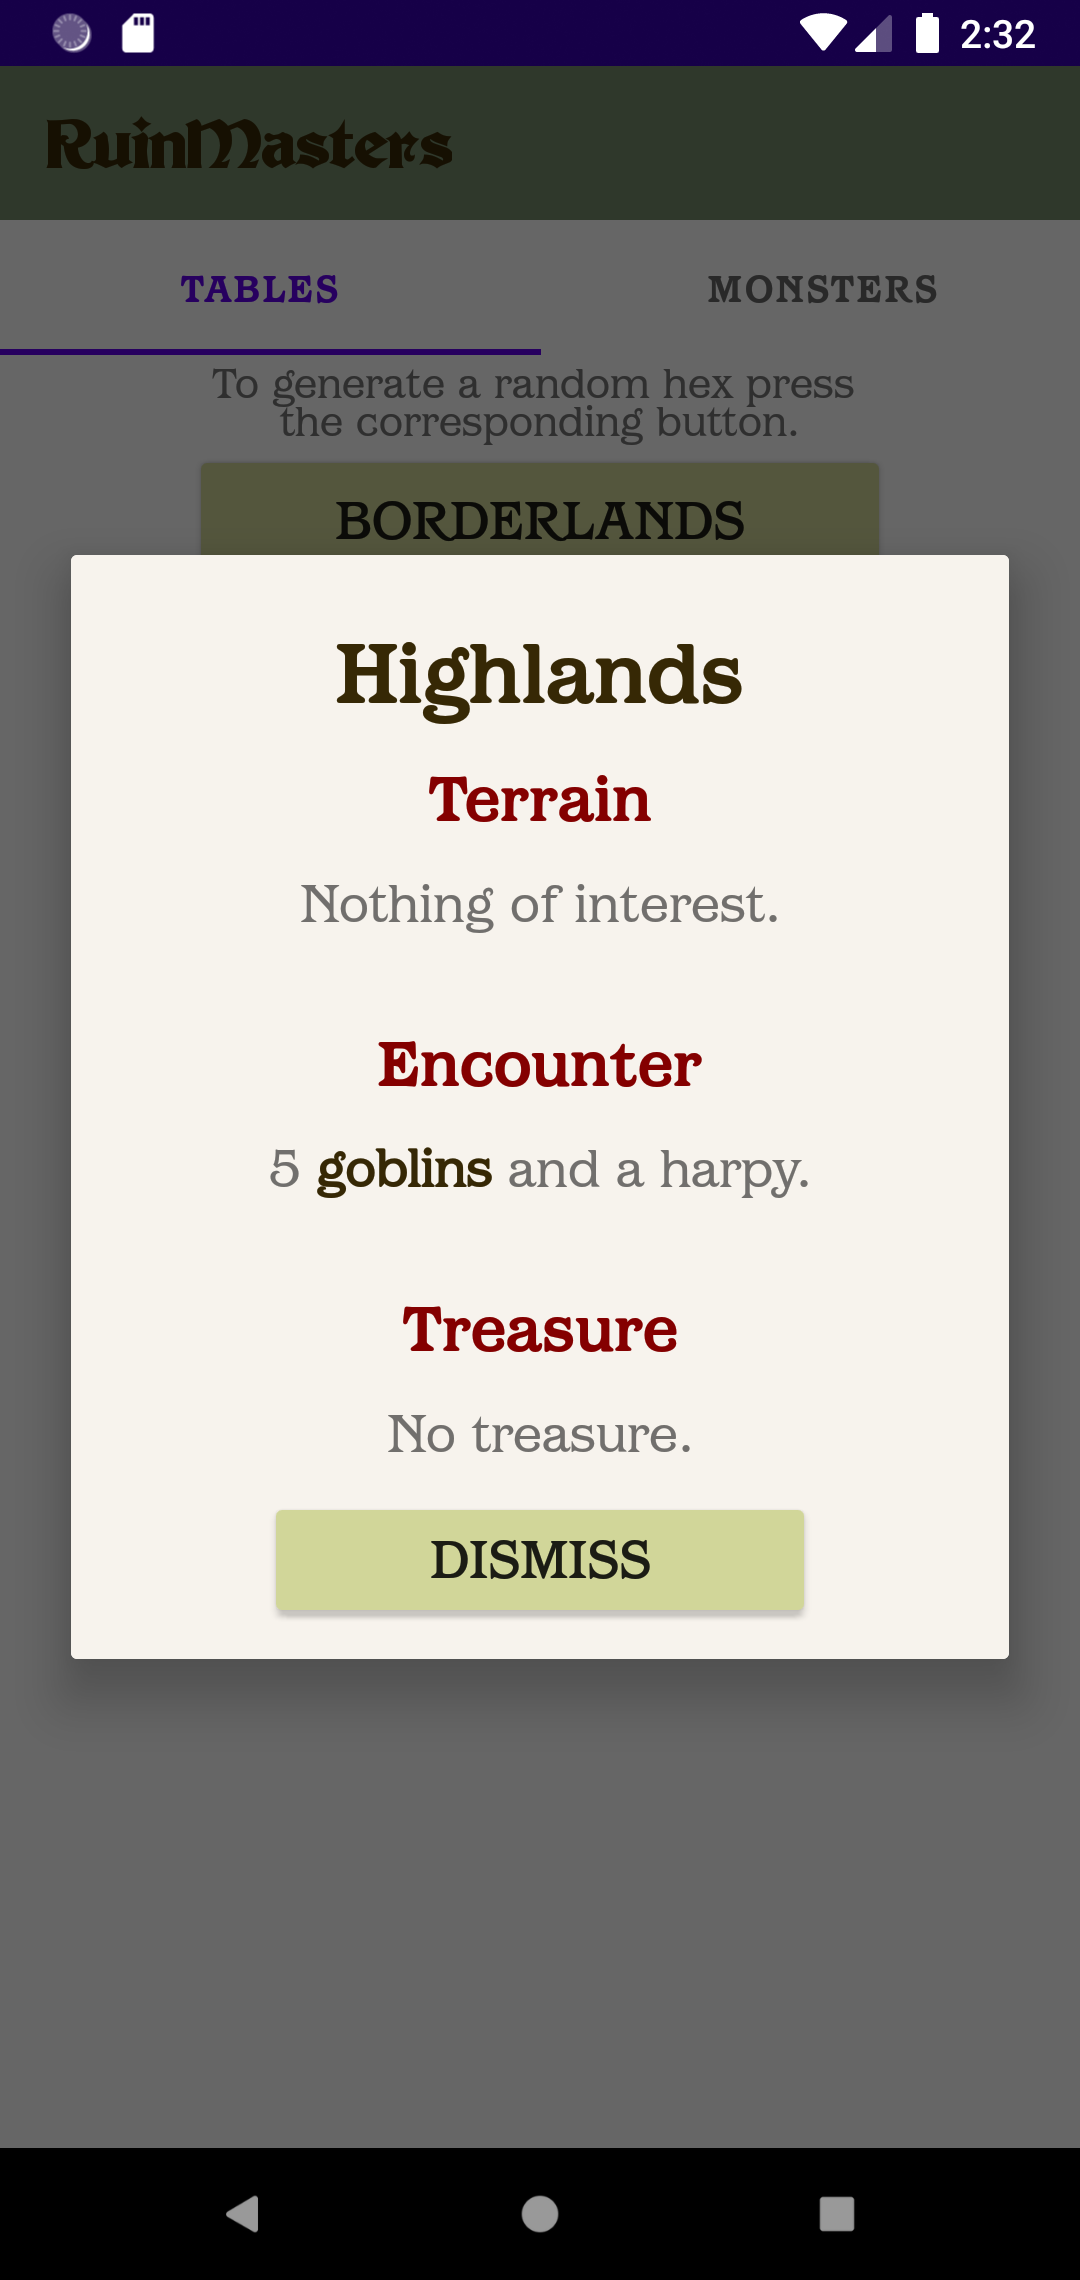 2:32
RuinMasters
TABLES MONSTERS
To generate a random hex press
the corresponding button.
BORDERLANDS
Highlands
Terrain
Nothing of interest.
Encounter
5 goblins and a harpy.
Treasure
No treasure.
DISMISS